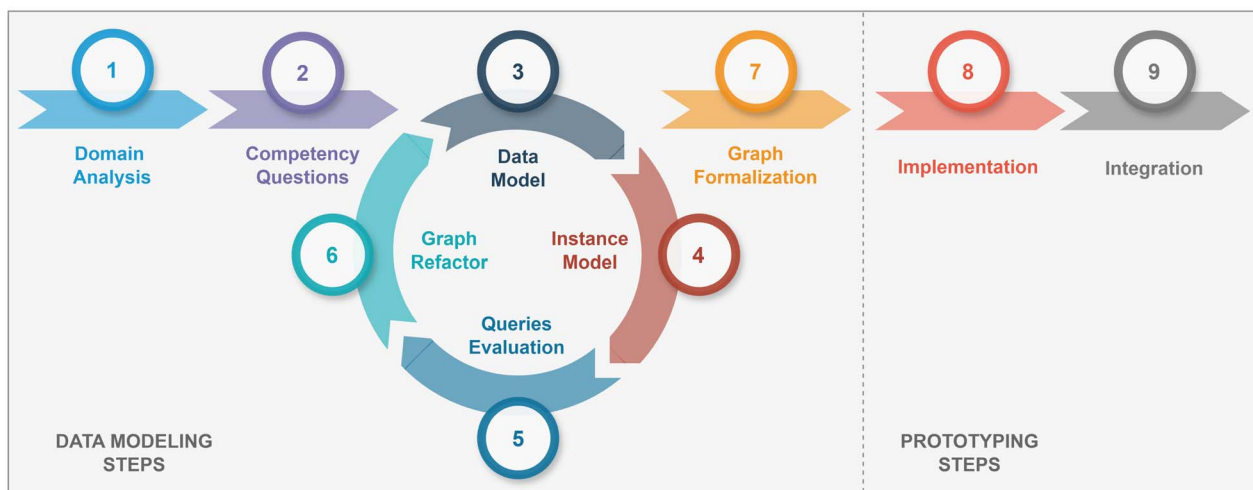 1
Domain
Analysis
2
Competency
Questions
3
Data
Model
4
Instance
Model
5
Queries
Evaluation
6
Graph
Refactor
7
Graph
Formalization
8
Implementation
9
Integration
DATA MODELING
STEPS
PROTOTYPING
STEPS